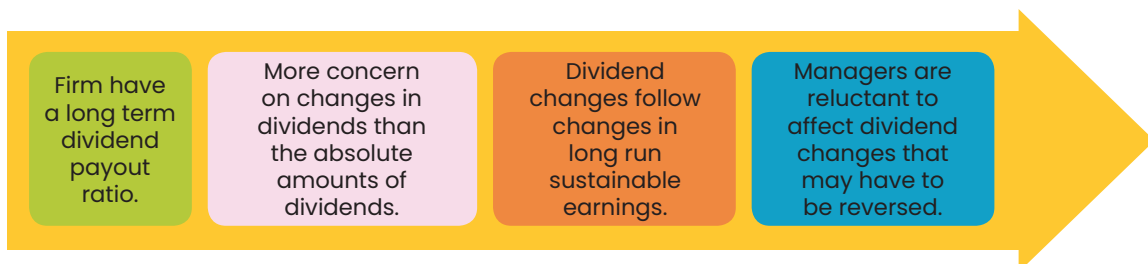 Firm have
a long term
dividend
payout
ratio.
More concern
on changes in
dividends than
the absolute
amounts of
dividends.
Dividend
changes follow
changes in
long run
sustainable
earnings.
Managers are
reluctant to
affect dividend
changes that
may have to
be reversed.